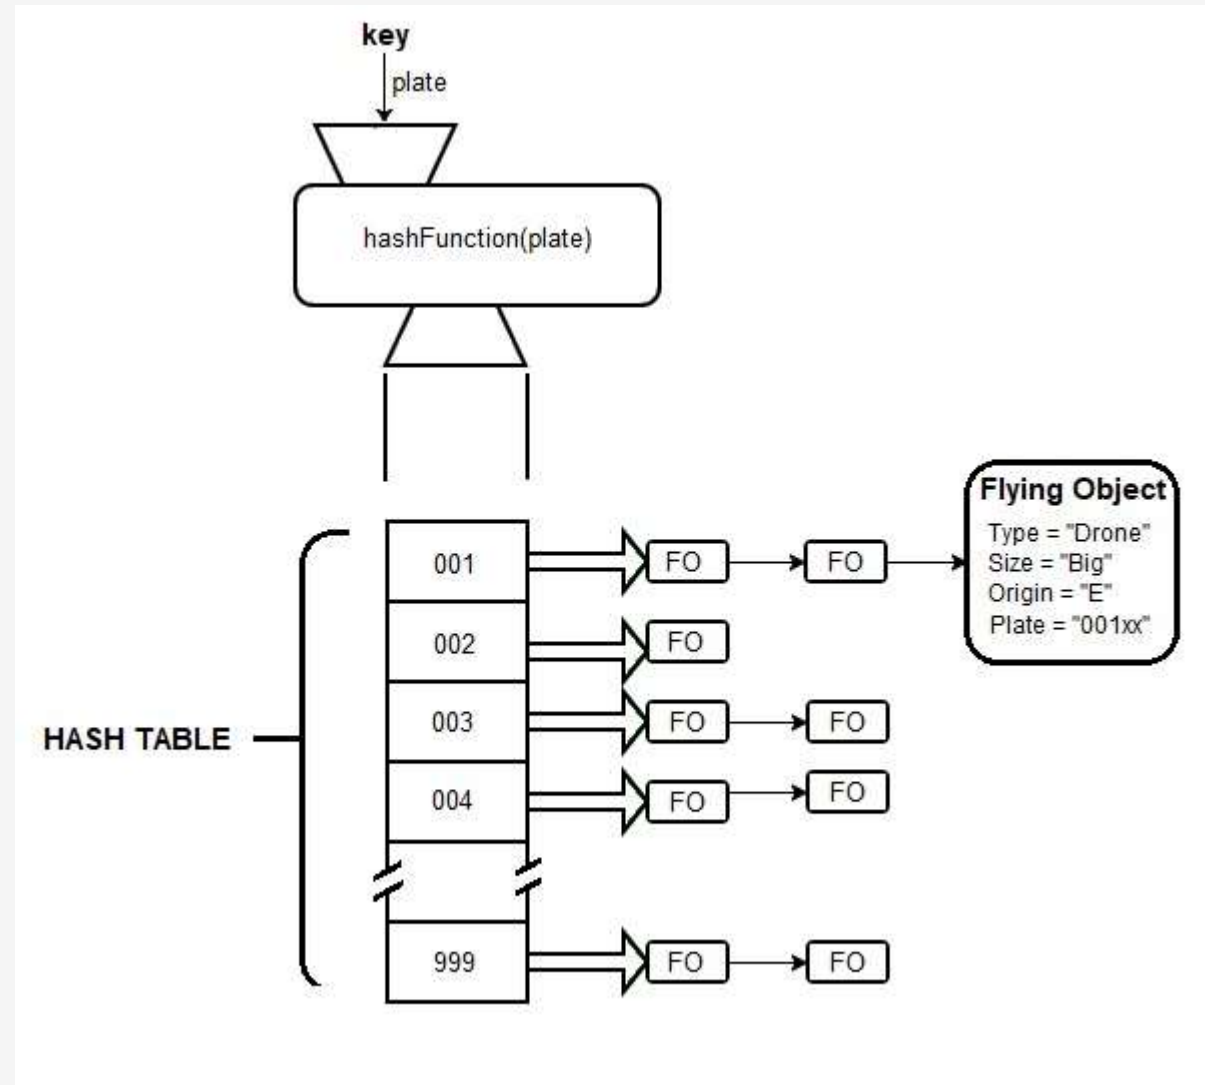 key
plate
hashFunction(plate)
Flying Object
Type = "Drone"
Size = "Big"
Origin = "E"
Plate = "001xx"
001
FO
FO
002
FO
003
FO
FO
HASH TABLE
004
FO
FO
999
FO
FO